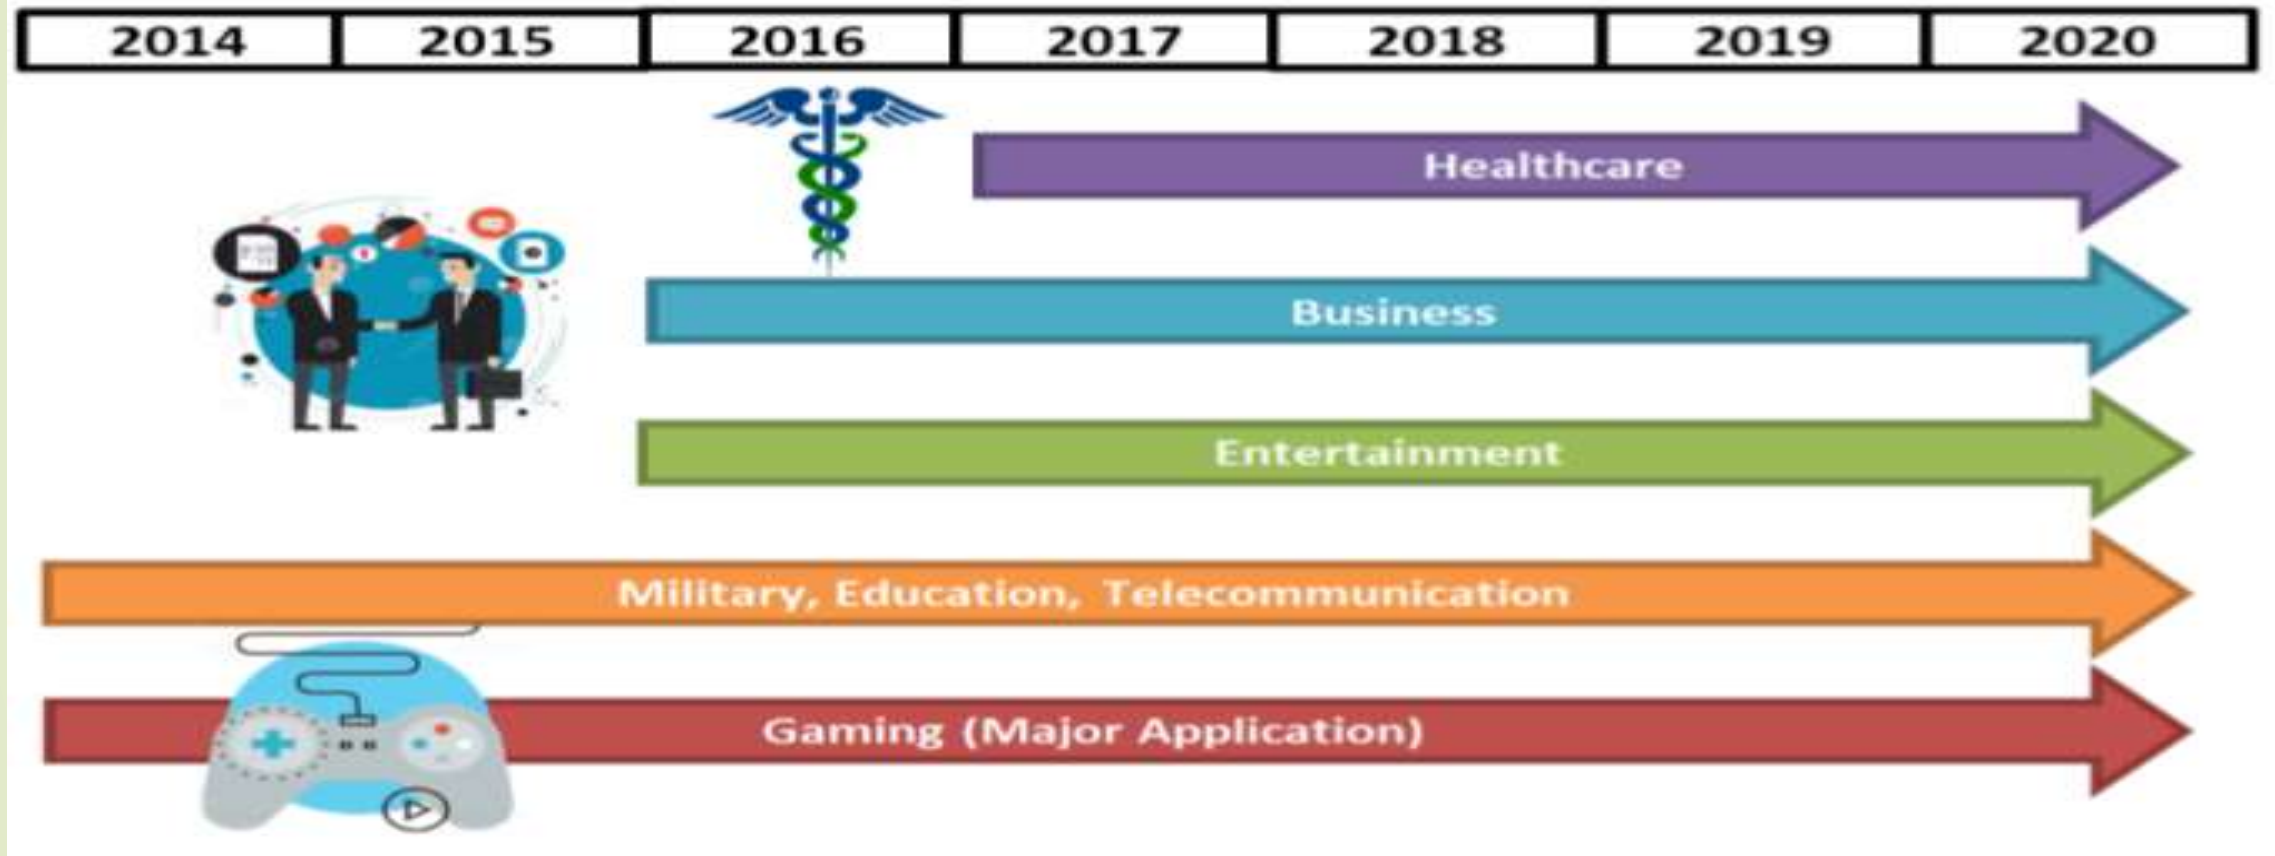 2014 2015 2016 2017 2018 2019 2020
Healthcare
Business
Entertainment
Military, Education, Telecommunication
Gaming (Major Application)